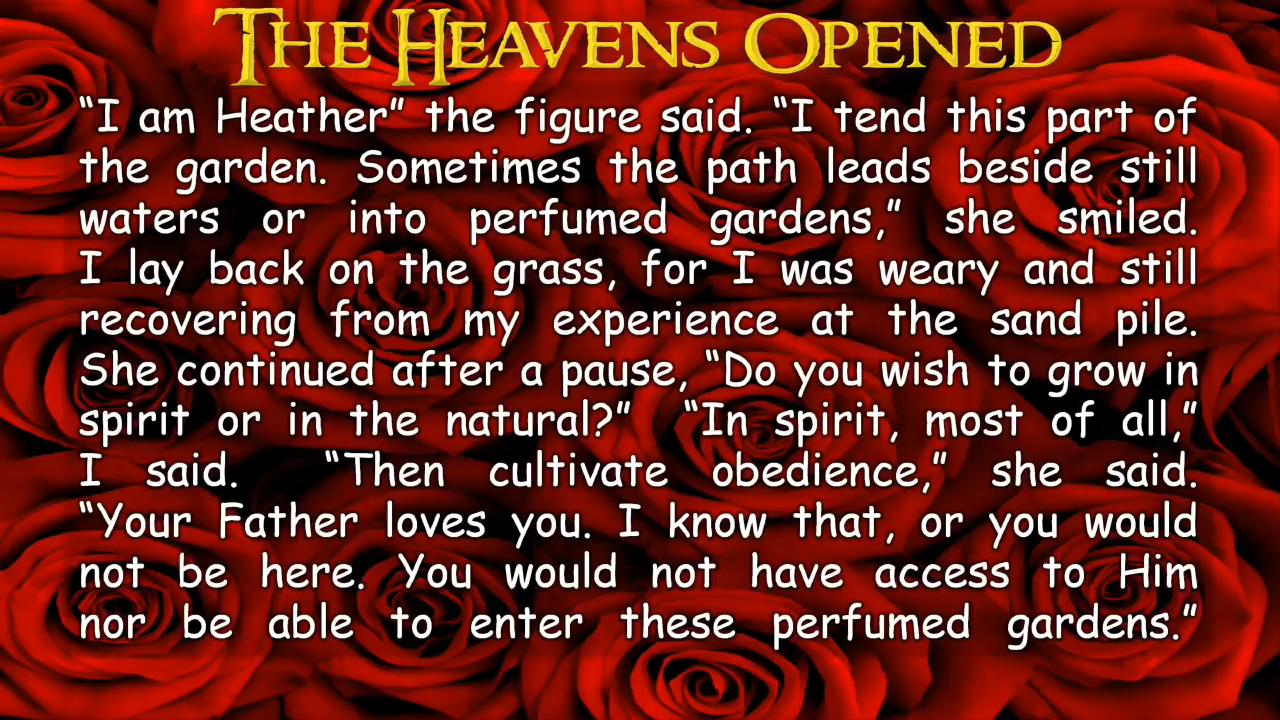 THE HEAVENS OPENED
“I am Heather” the figure said. “I tend this part of
the garden. Sometimes the path leads beside still
waters or into perfumed gardens,” she smiled.
I lay back on the grass, for I was weary and still
recovering from my experience at the sand pile.
She continued after a pause, “Do you wish to grow in
spirit or in the natural?” “In spirit, most of all,”
I said. “Then cultivate obedience,” she said.
“Your Father loves you. I know that, or you would
not be here. You would not have access to Him
nor be able to enter these perfumed gardens.”